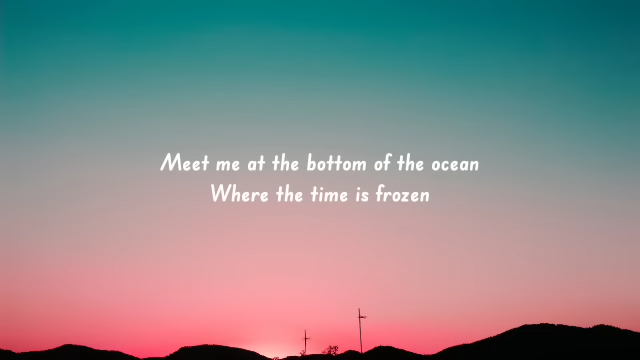 Meet me at the bottom of the ocean
Where the time is frozen